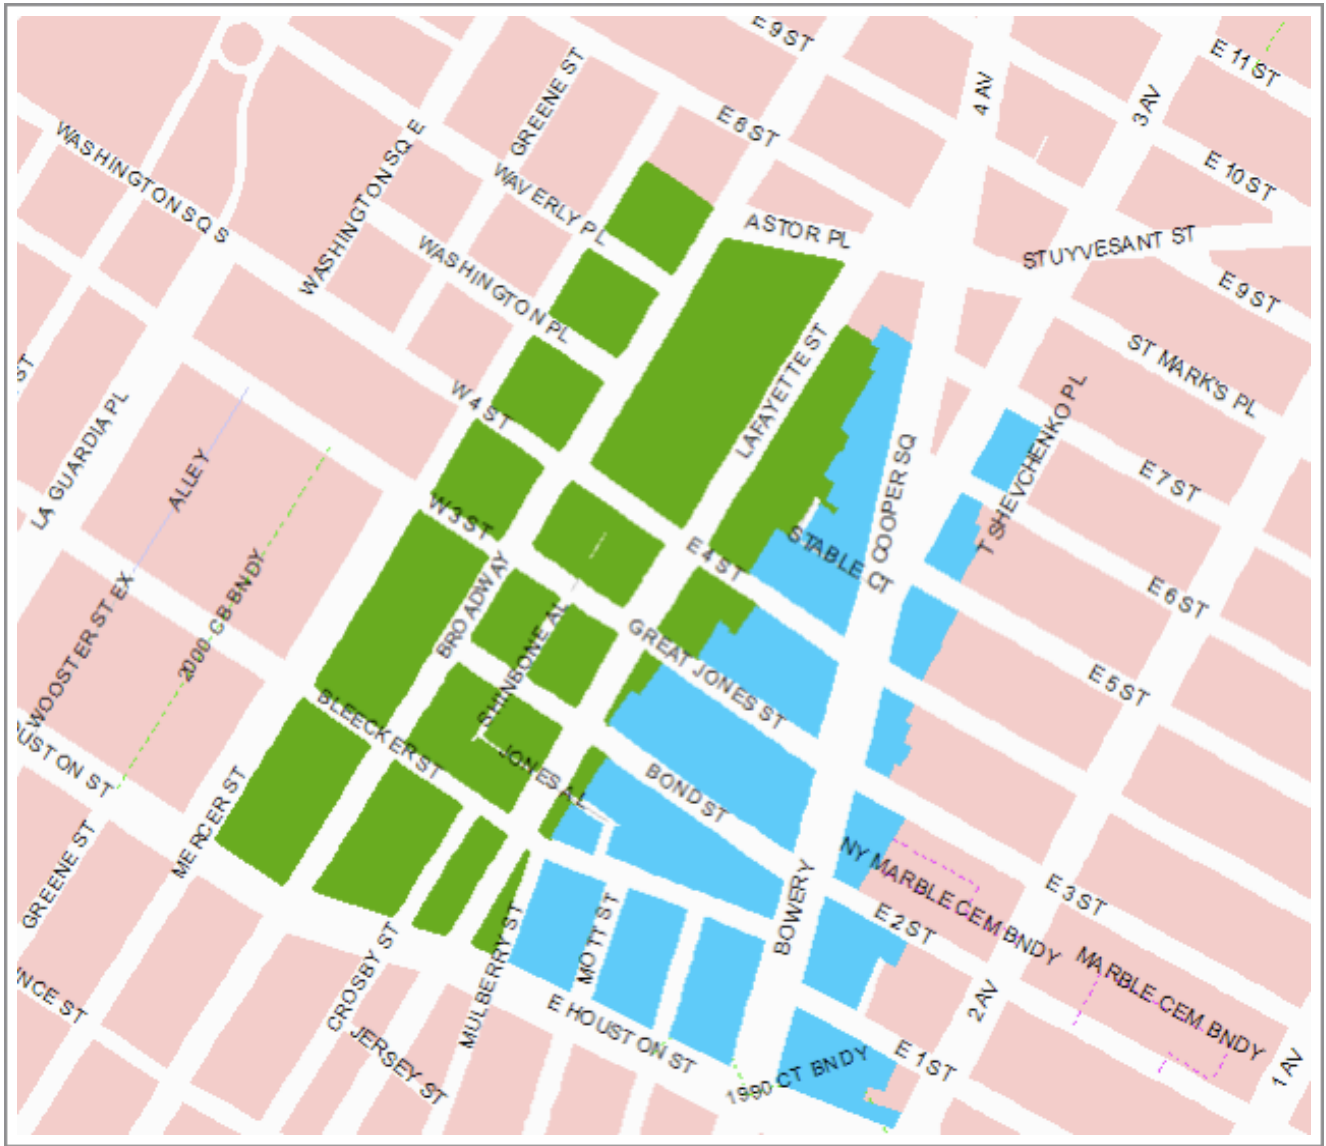 E 9 ST
E 11 ST
4 AV
3 AV
GREENE ST
E 8 ST
WASHINGTON SQ S
WASHINGTON SQ E
WAVERLY PL
E 10 ST
ASTOR PL
STUYVESANT ST
WASHINGTON PL
E 9 ST
ST
LAFAYETTE ST
ST MARK'S PL
LA GUARDIA PL
W 4 ST
T SHEVCHENKO PL
ALLEY
COOPER SQ
E 7 ST
W 3 ST
E 4 ST
STABLE CT
2000 CB BNDY
BROADWAY
SHINBONE AL
E 6 ST
WOOSTER ST EX
GREAT JONES ST
E 5 ST
BLEECKER ST
OUSTON ST
JONES AL
BOND ST
MERCER ST
GREENE ST
NY MARBLE CEM BNDY
E 3 ST
BOWERY
E 2 ST
MARBLE CEM BNDY
MOTT ST
MULBERRY ST
CROSBY ST
INCE ST
E HOUSTON ST
2 AV
JERSEY ST
1990 CT BNDY
E 1 ST
1 AV